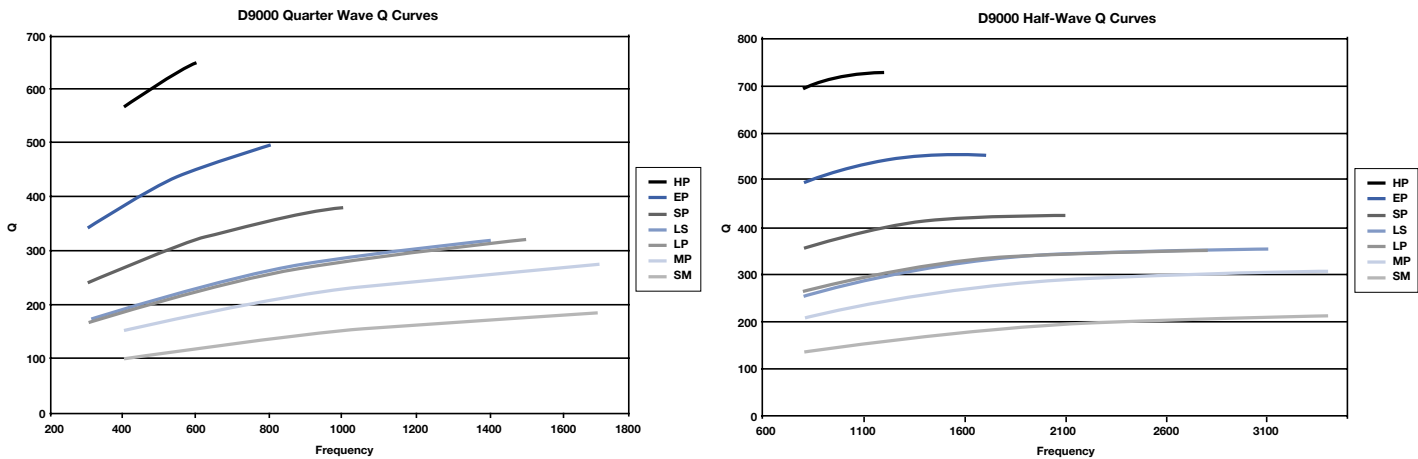 D9000 Quarter Wave Q Curves
700
600
500
400
300
200
100
0
Q
200 400 600 800 1000 1200 1400 1600 1800
Frequency
HP
EP
SP
LS
LP
MP
SM
D9000 Half-Wave Q Curves
800
700
600
500
400
300
200
100
0
Q
600 1100 1600 2100 2600 3100
Frequency
HP
EP
SP
LS
LP
MP
SM